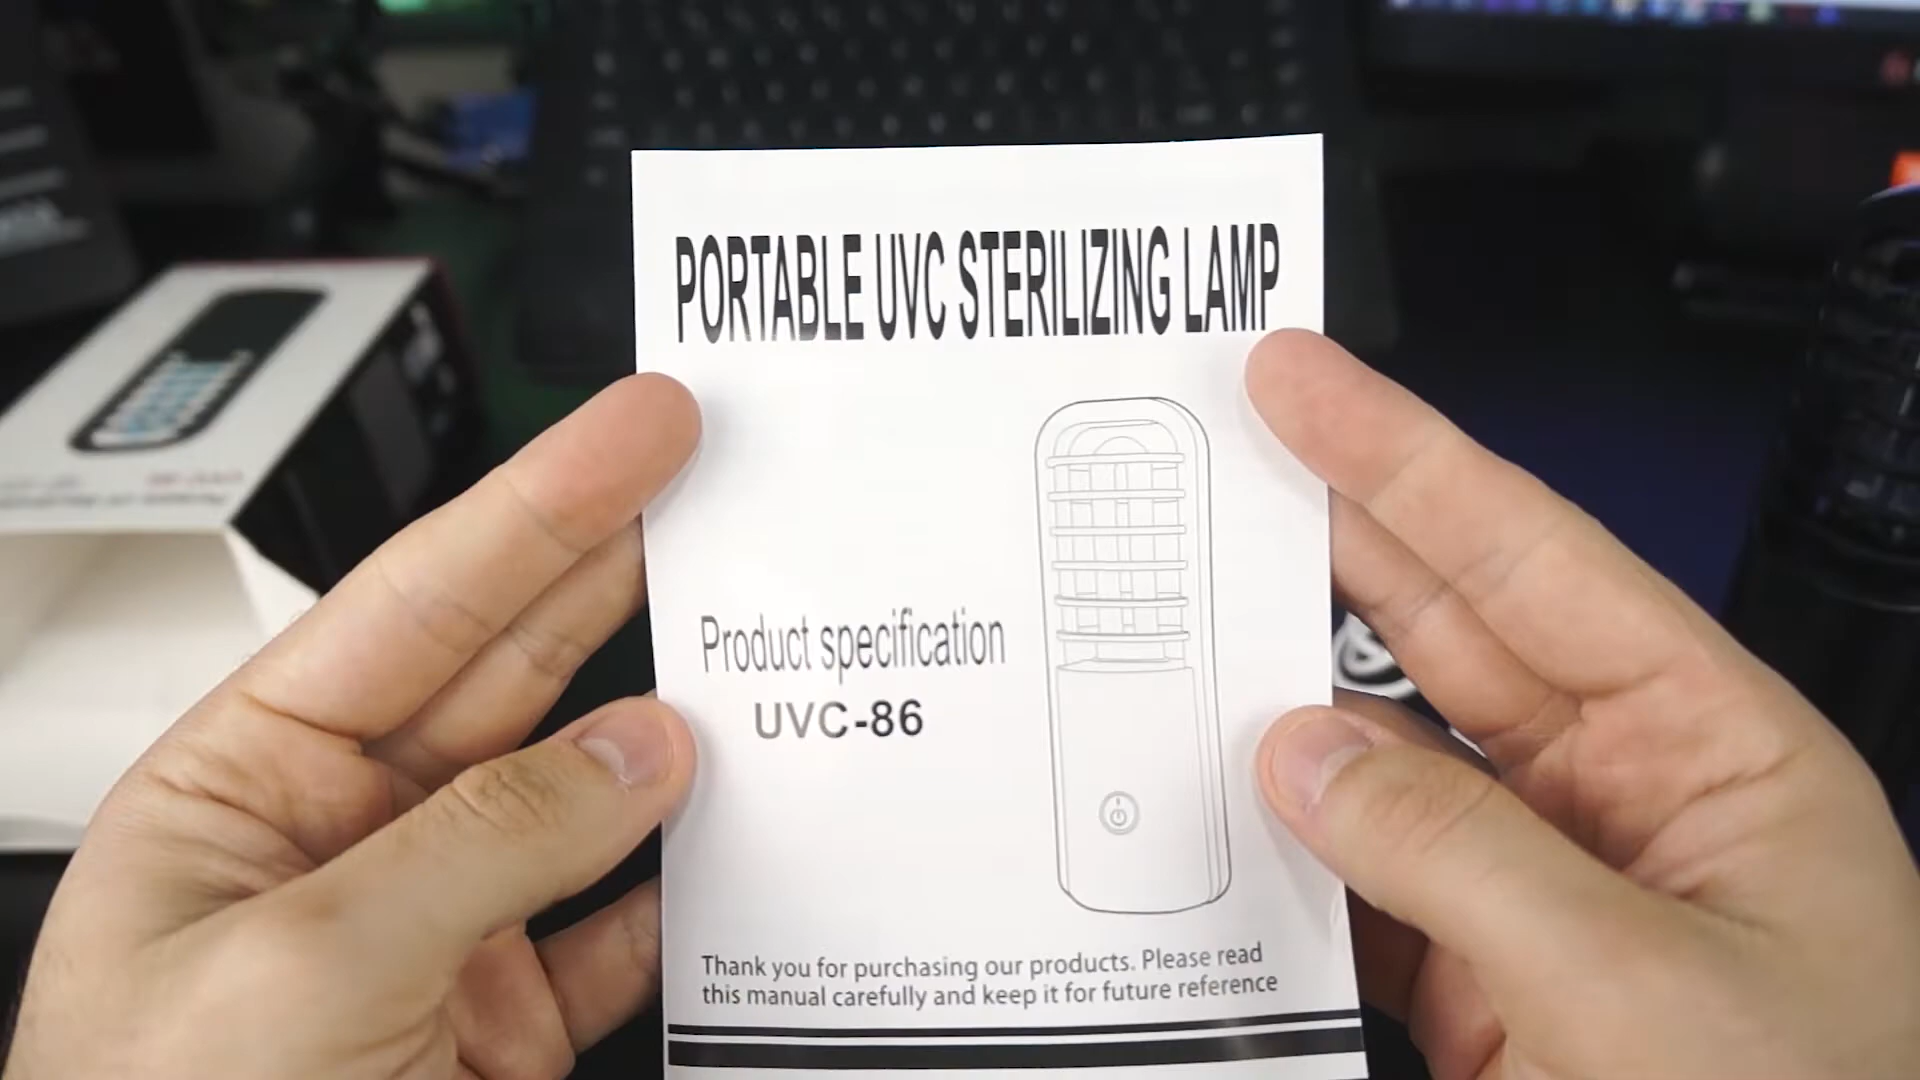 PORTABLE UVC STERILIZING LAMP
Product specification
UVC-86
Thank you for purchasing our products. Please read
this manual carefully and keep it for future reference